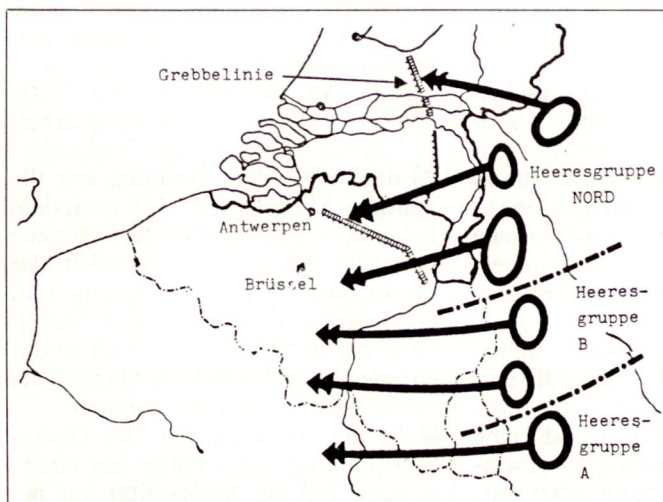 Grebbelinie
Heeresgruppe
NORD
Antwerpen
Brüssel
Heeres-
gruppe
B
Heeres-
gruppe
A